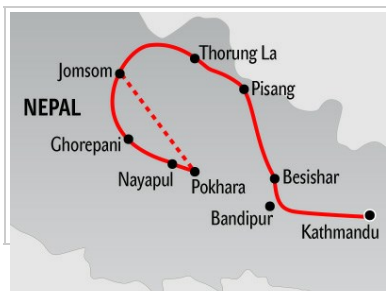 Thorung La
Jomsom
Pisang
NEPAL
Ghorepani
Nayapul
Pokhara
Besishar
Bandipur
Kathmandu